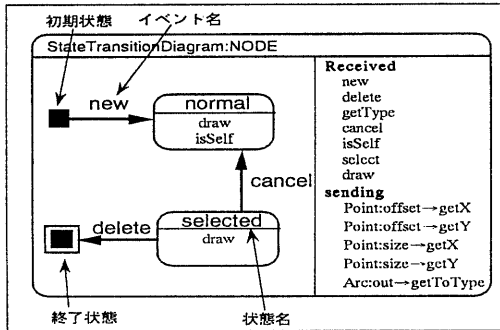 初期状態
イベント名
StateTransitionDiagram:NODE
new
normal
draw
isSelf
cancel
delete
selected
draw
終了状態
状態名
Received
new
delete
getType
cancel
isSelf
select
draw
sending
Point:offset→getX
Point:offset→getY
Point:size→getX
Point:size→getY
Arc:out→getToType